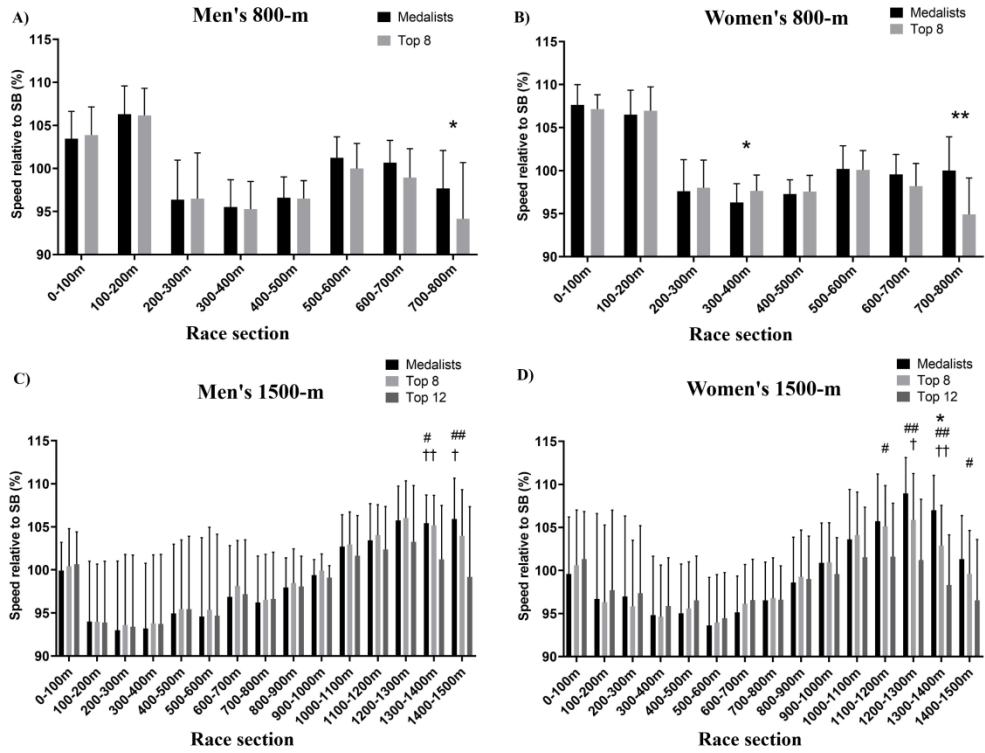 A)
Men's 800-m
Medalists
Top 8
Speed relative to SB (%)
115
110
105
100
95
90
*
0-100m
100-200m
200-300m
300-400m
400-500m
500-600m
600-700m
700-800m
Race section
B)
Women's 800-m
Medalists
Top 8
Speed relative to SB (%)
115
110
105
100
95
90
*
**
0-100m
100-200m
200-300m
300-400m
400-500m
500-600m
600-700m
700-800m
Race section
C)
Men's 1500-m
Medalists
Top 8
Top 12
Speed relative to SB (%)
115
110
105
100
95
90
# ##
†† †
0-100m
100-200m
200-300m
300-400m
400-500m
500-600m
600-700m
700-800m
800-900m
900-1000m
1000-1100m
1100-1200m
1200-1300m
1300-1400m
1400-1500m
Race section
D)
Women's 1500-m
Medalists
Top 8
Top 12
Speed relative to SB (%)
115
110
105
100
95
90
*
## ##
# † †† #
0-100m
100-200m
200-300m
300-400m
400-500m
500-600m
600-700m
700-800m
800-900m
900-1000m
1000-1100m
1100-1200m
1200-1300m
1300-1400m
1400-1500m
Race section